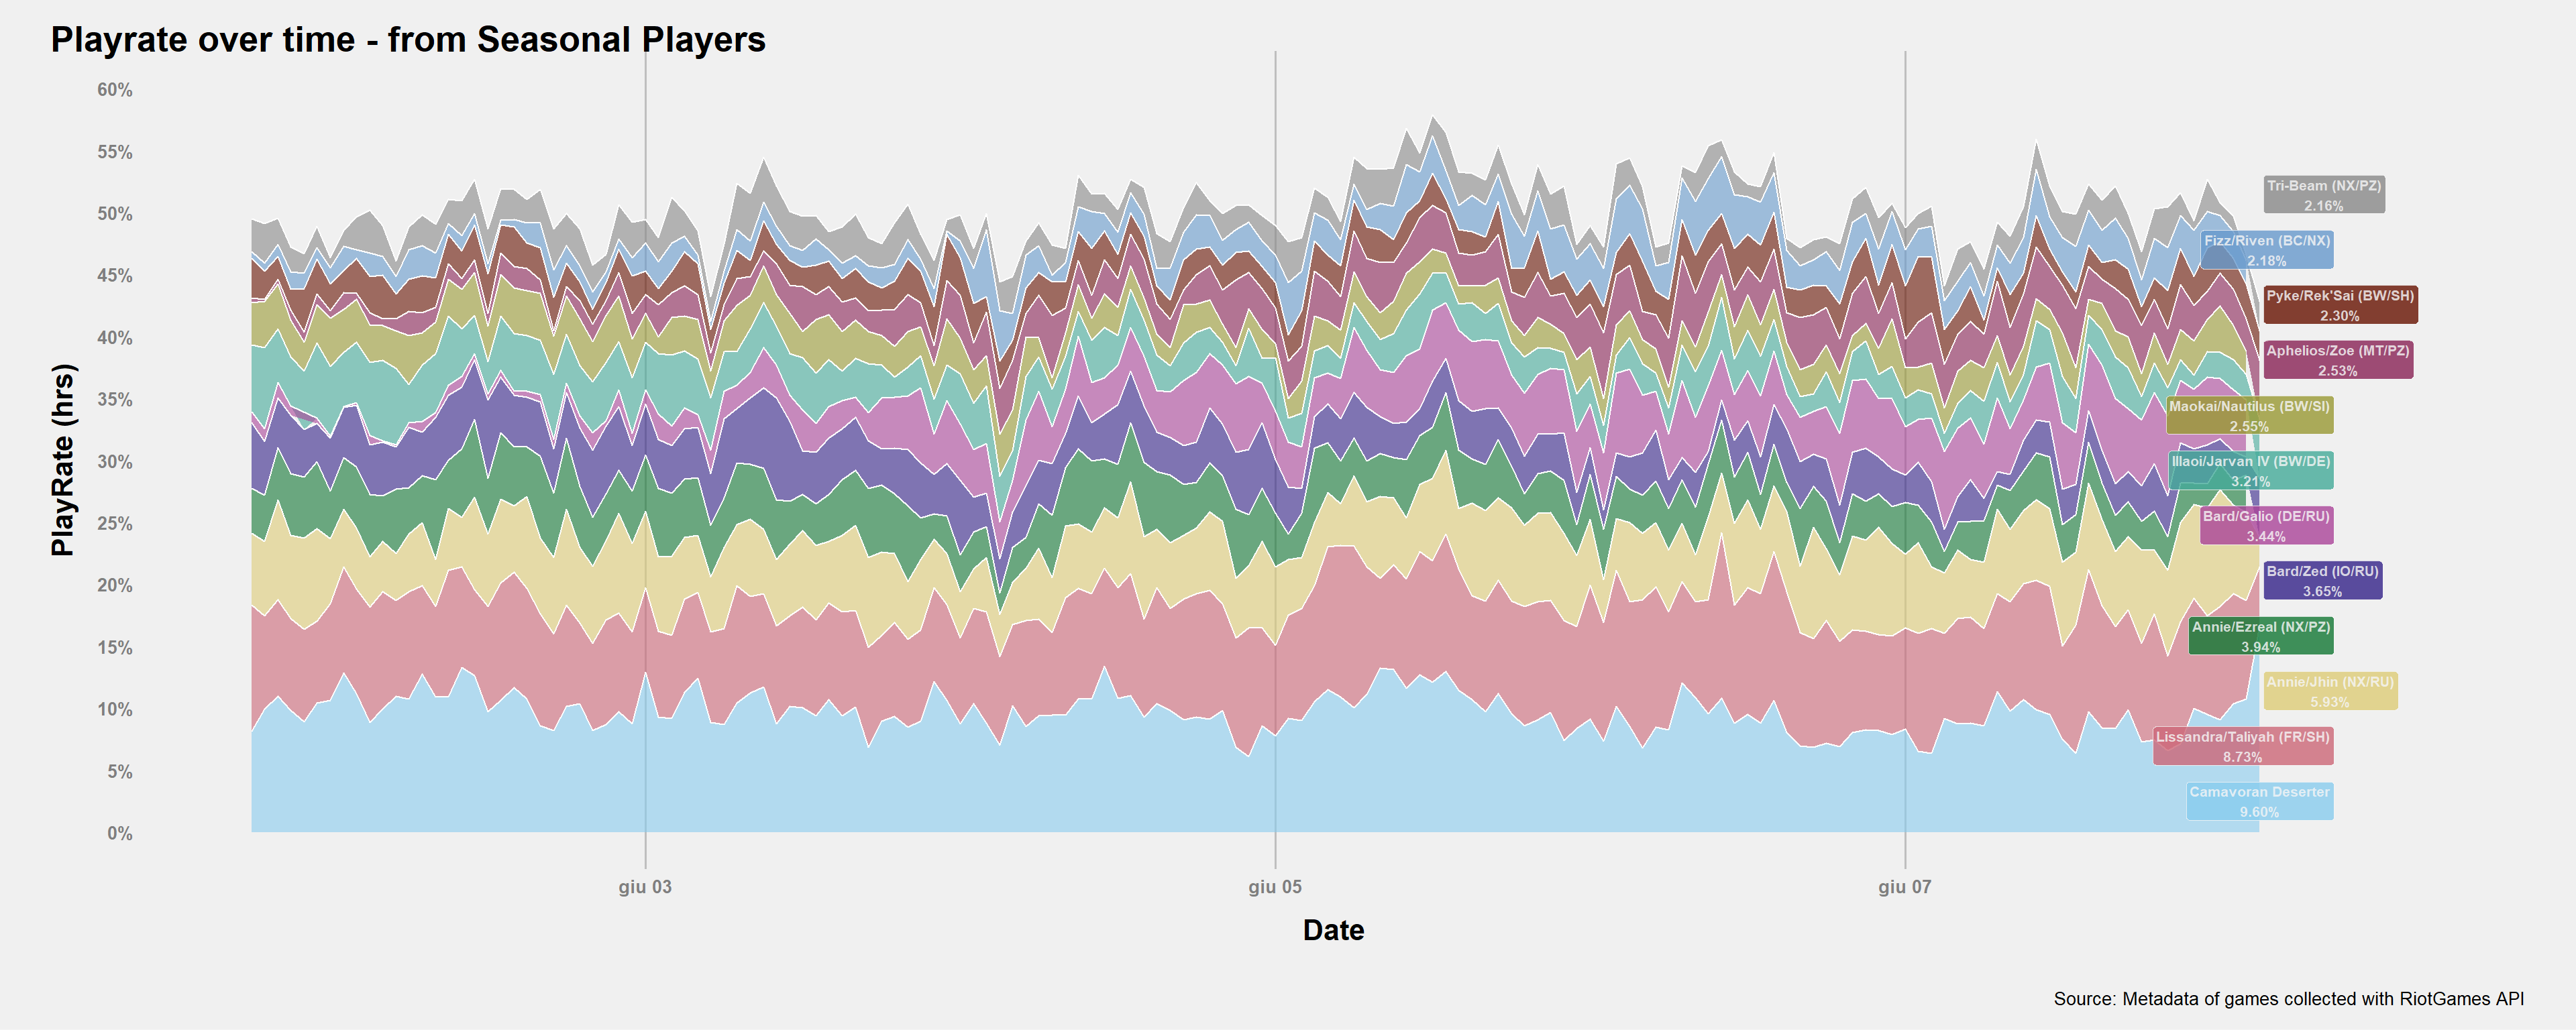 Playrate over time - from Seasonal Players
PlayRate (hrs)
60%
55%
50%
45%
40%
35%
30%
25%
20%
15%
10%
5%
0%
Tri-Beam (NX/PZ)
2.16%
Fizz/Riven (BC/NX)
2.18%
Pyke/Rek'Sai (BW/SH)
2.30%
Aphelios/Zoe (MT/PZ)
2.53%
Maokai/Nautilus (BW/SI)
2.55%
Illaoi/Jarvan IV (BW/DE)
3.21%
Bard/Galio (DE/RU)
3.44%
Bard/Zed (IO/RU)
3.65%
Annie/Ezreal (NX/PZ)
3.94%
Annie/Jhin (NX/RU)
5.93%
Lissandra/Taliyah (FR/SH)
8.73%
Camavoran Deserter
9.60%
giu 03
giu 05
giu 07
Date
Source: Metadata of games collected with RiotGames API